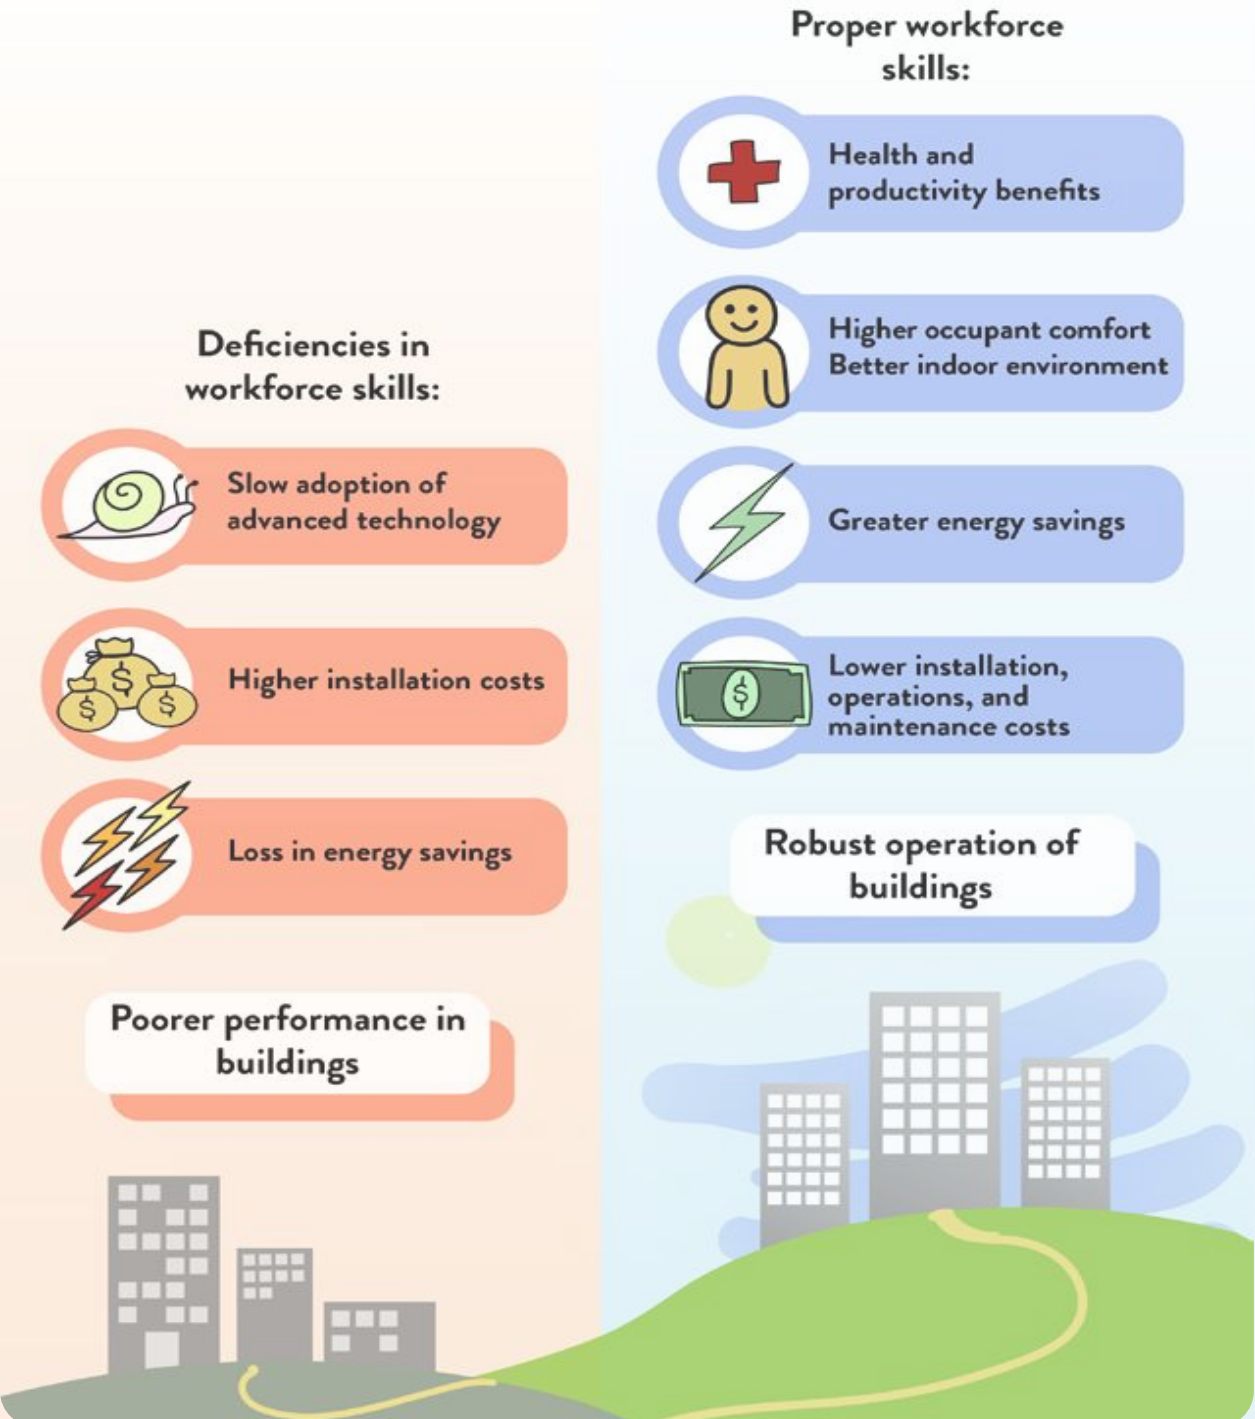 Deficiencies in
workforce skills:
Slow adoption of
advanced technology
$
$
$
Higher installation costs
Loss in energy savings
Poorer performance in
buildings
Proper workforce
skills:
Health and
productivity benefits
Higher occupant comfort
Better indoor environment
Greater energy savings
$
Lower installation,
operations, and
maintenance costs
Robust operation of
buildings